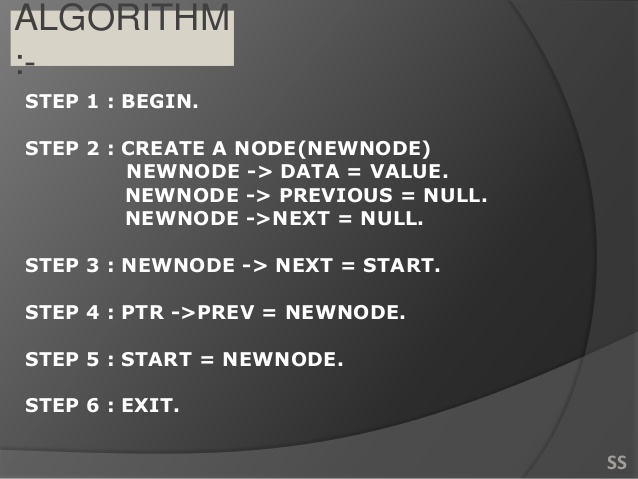 ALGORITHM
:-
STEP 1 : BEGIN.
STEP 2 : CREATE A NODE(NEWNODE)
NEWNODE -> DATA = VALUE.
NEWNODE -> PREVIOUS = NULL.
NEWNODE ->NEXT = NULL.
STEP 3 : NEWNODE -> NEXT = START.
STEP 4 : PTR ->PREV = NEWNODE.
STEP 5 : START = NEWNODE.
STEP 6 : EXIT.
SS